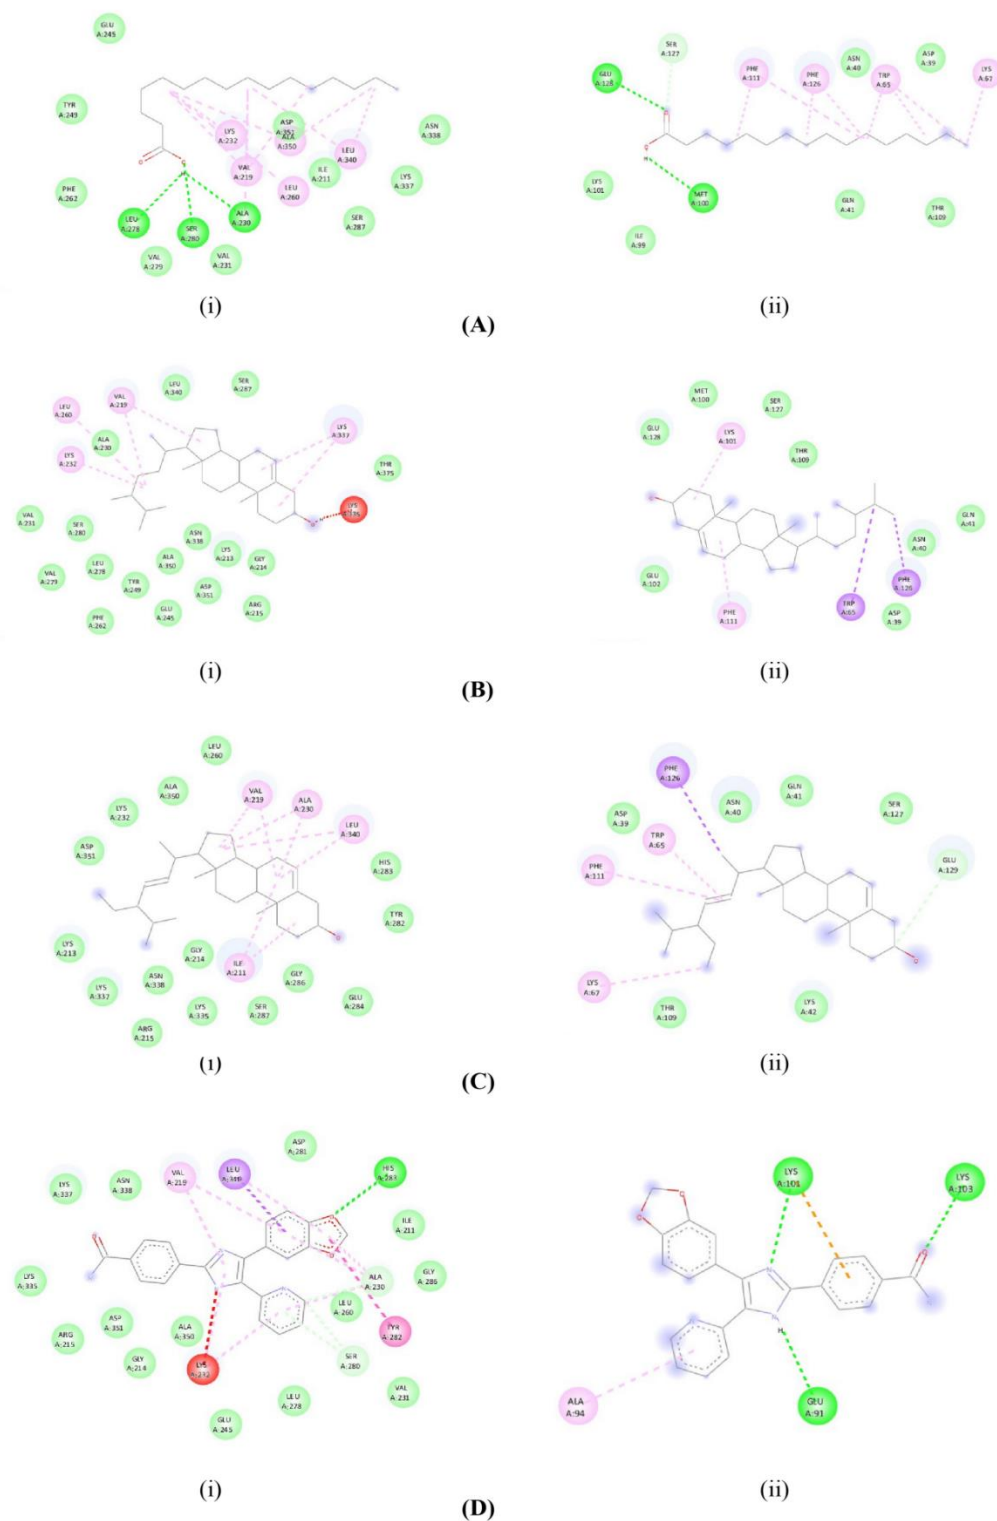 GLU
A:245
TYR
A:249
PHE
A:262
LYS
A:232
VAL
A:219
ASP
A:351
ALA
A:350
LEU
A:260
ILE
A:211
LEU
A:340
ASN
A:338
LYS
A:337
SER
A:287
LEU
A:278
SER
A:280
ALA
A:230
VAL
A:279
VAL
A:231
(i)
GLU
A:128
SER
A:127
PHE
A:111
PHE
A:126
ASN
A:40
TRP
A:65
ASP
A:39
LYS
A:67
LYS
A:101
ILE
A:99
MET
A:100
GLN
A:41
THR
A:109
(ii)
(A)
LEU
A:260
VAL
A:219
LEU
A:340
SER
A:287
ALA
A:230
LYS
A:232
LYS
A:337
THR
A:375
VAL
A:231
SER
A:280
VAL
A:279
LEU
A:278
TYR
A:249
PHE
A:262
ALA
A:350
GLU
A:245
ASN
A:338
ASP
A:351
LYS
A:213
GLY
A:214
ARG
A:215
(i)
MET
A:100
SER
A:127
GLU
A:128
LYS
A:101
THR
A:109
GLU
A:102
PHE
A:111
TRP
A:65
PHE
A:126
ASP
A:39
ASN
A:40
GLN
A:41
(ii)
(B)
LEU
A:260
ALA
A:350
LYS
A:232
ASP
A:351
VAL
A:219
ALA
A:230
LEU
A:340
HIS
A:283
TYR
A:282
LYS
A:213
LYS
A:337
ARG
A:215
ASN
A:338
GLY
A:214
LYS
A:335
ILE
A:211
SER
A:287
GLY
A:286
GLU
A:284
(i)
PHE
A:126
ASP
A:39
TRP
A:65
PHE
A:111
ASN
A:40
GLN
A:41
SER
A:127
GLU
A:129
LYS
A:67
THR
A:109
LYS
A:42
(ii)
(C)
LYS
A:337
ASN
A:338
VAL
A:219
LEU
A:340
ASP
A:281
HIS
A:283
ILE
A:211
GLY
A:286
ALA
A:230
LEU
A:260
TYR
A:282
SER
A:280
VAL
A:231
LYS
A:335
ARG
A:215
ASP
A:351
GLY
A:214
ALA
A:350
LYS
A:232
GLU
A:245
LEU
A:278
(i)
LYS
A:101
LYS
A:103
ALA
A:94
GLU
A:91
(ii)
(D)